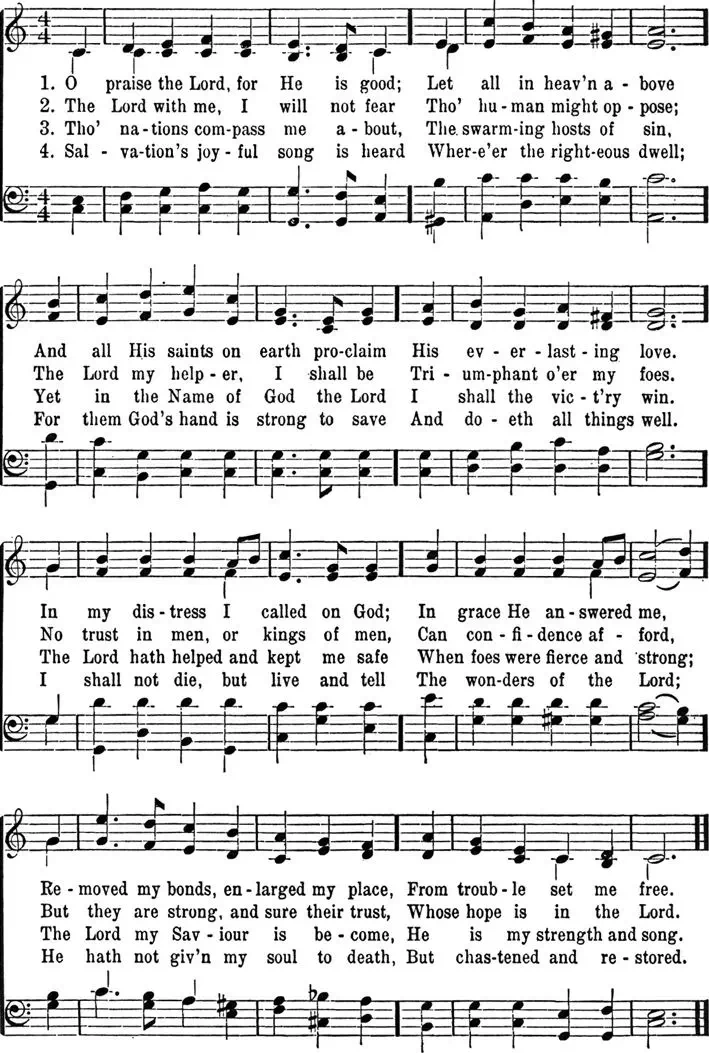 1. O praise the Lord, for He is good; Let all in heav'n a - bove
2. The Lord with me, I will not fear Tho' hu - man might op - pose;
3. Tho' na - tions com - pass me a - bout, The swarm - ing hosts of sin,
4. Sal - va - tion's joy - ful song is heard Wher - e'er the right - eous dwell;
And all His saints on earth pro - claim His ev - er - last - ing love.
The Lord my help - er, I shall be Tri - um - phant o'er my foes.
Yet in the Name of God the Lord I shall the vic - t'ry win.
For them God's hand is strong to save And do - eth all things well.
In my dis - tress I called on God; In grace He an - swered me,
No trust in men, or kings of men, Can con - fi - dence af - ford,
The Lord hath helped and kept me safe When foes were fierce and strong;
I shall not die, but live and tell The won - ders of the Lord;
Re - moved my bonds, en - larged my place, From troub - le set me free.
But they are strong, and sure their trust, Whose hope is in the Lord.
The Lord my Sav - iour is be - come, He is my strength and song.
He hath not giv'n my soul to death, But chas - tened and re - stored.